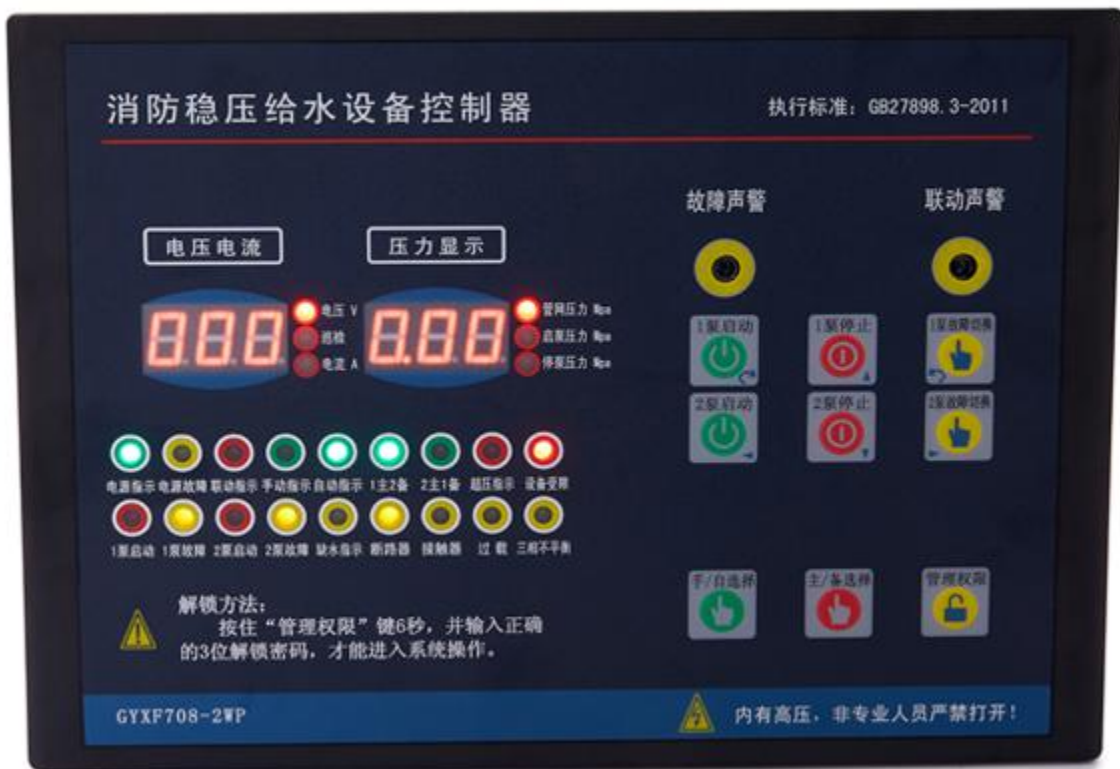 消防稳压给水设备控制器
执行标准：GB27898.3-2011
故障声警
联动声警
电压电流
压力显示
000
电压 V
巡检
电流 A
0.00
管网压力 Mpa
启泵压力 Mpa
停泵压力 Mpa
1泵启动
1泵停止
1泵故障切换
2泵启动
2泵停止
2泵故障切换
电源指示 电源故障 联动指示 手动指示 自动指示 1主2备 2主1备 超压指示 设备受限
1泵启动 1泵故障 2泵启动 2泵故障 缺水指示 断路器 接触器 过载 三相不平衡
手/自选择
主/备选择
管理权限
解锁方法：
按住“管理权限”键6秒，并输入正确
的3位解锁密码，才能进入系统操作。
GYXF708-2WP
内有高压，非专业人员严禁打开！